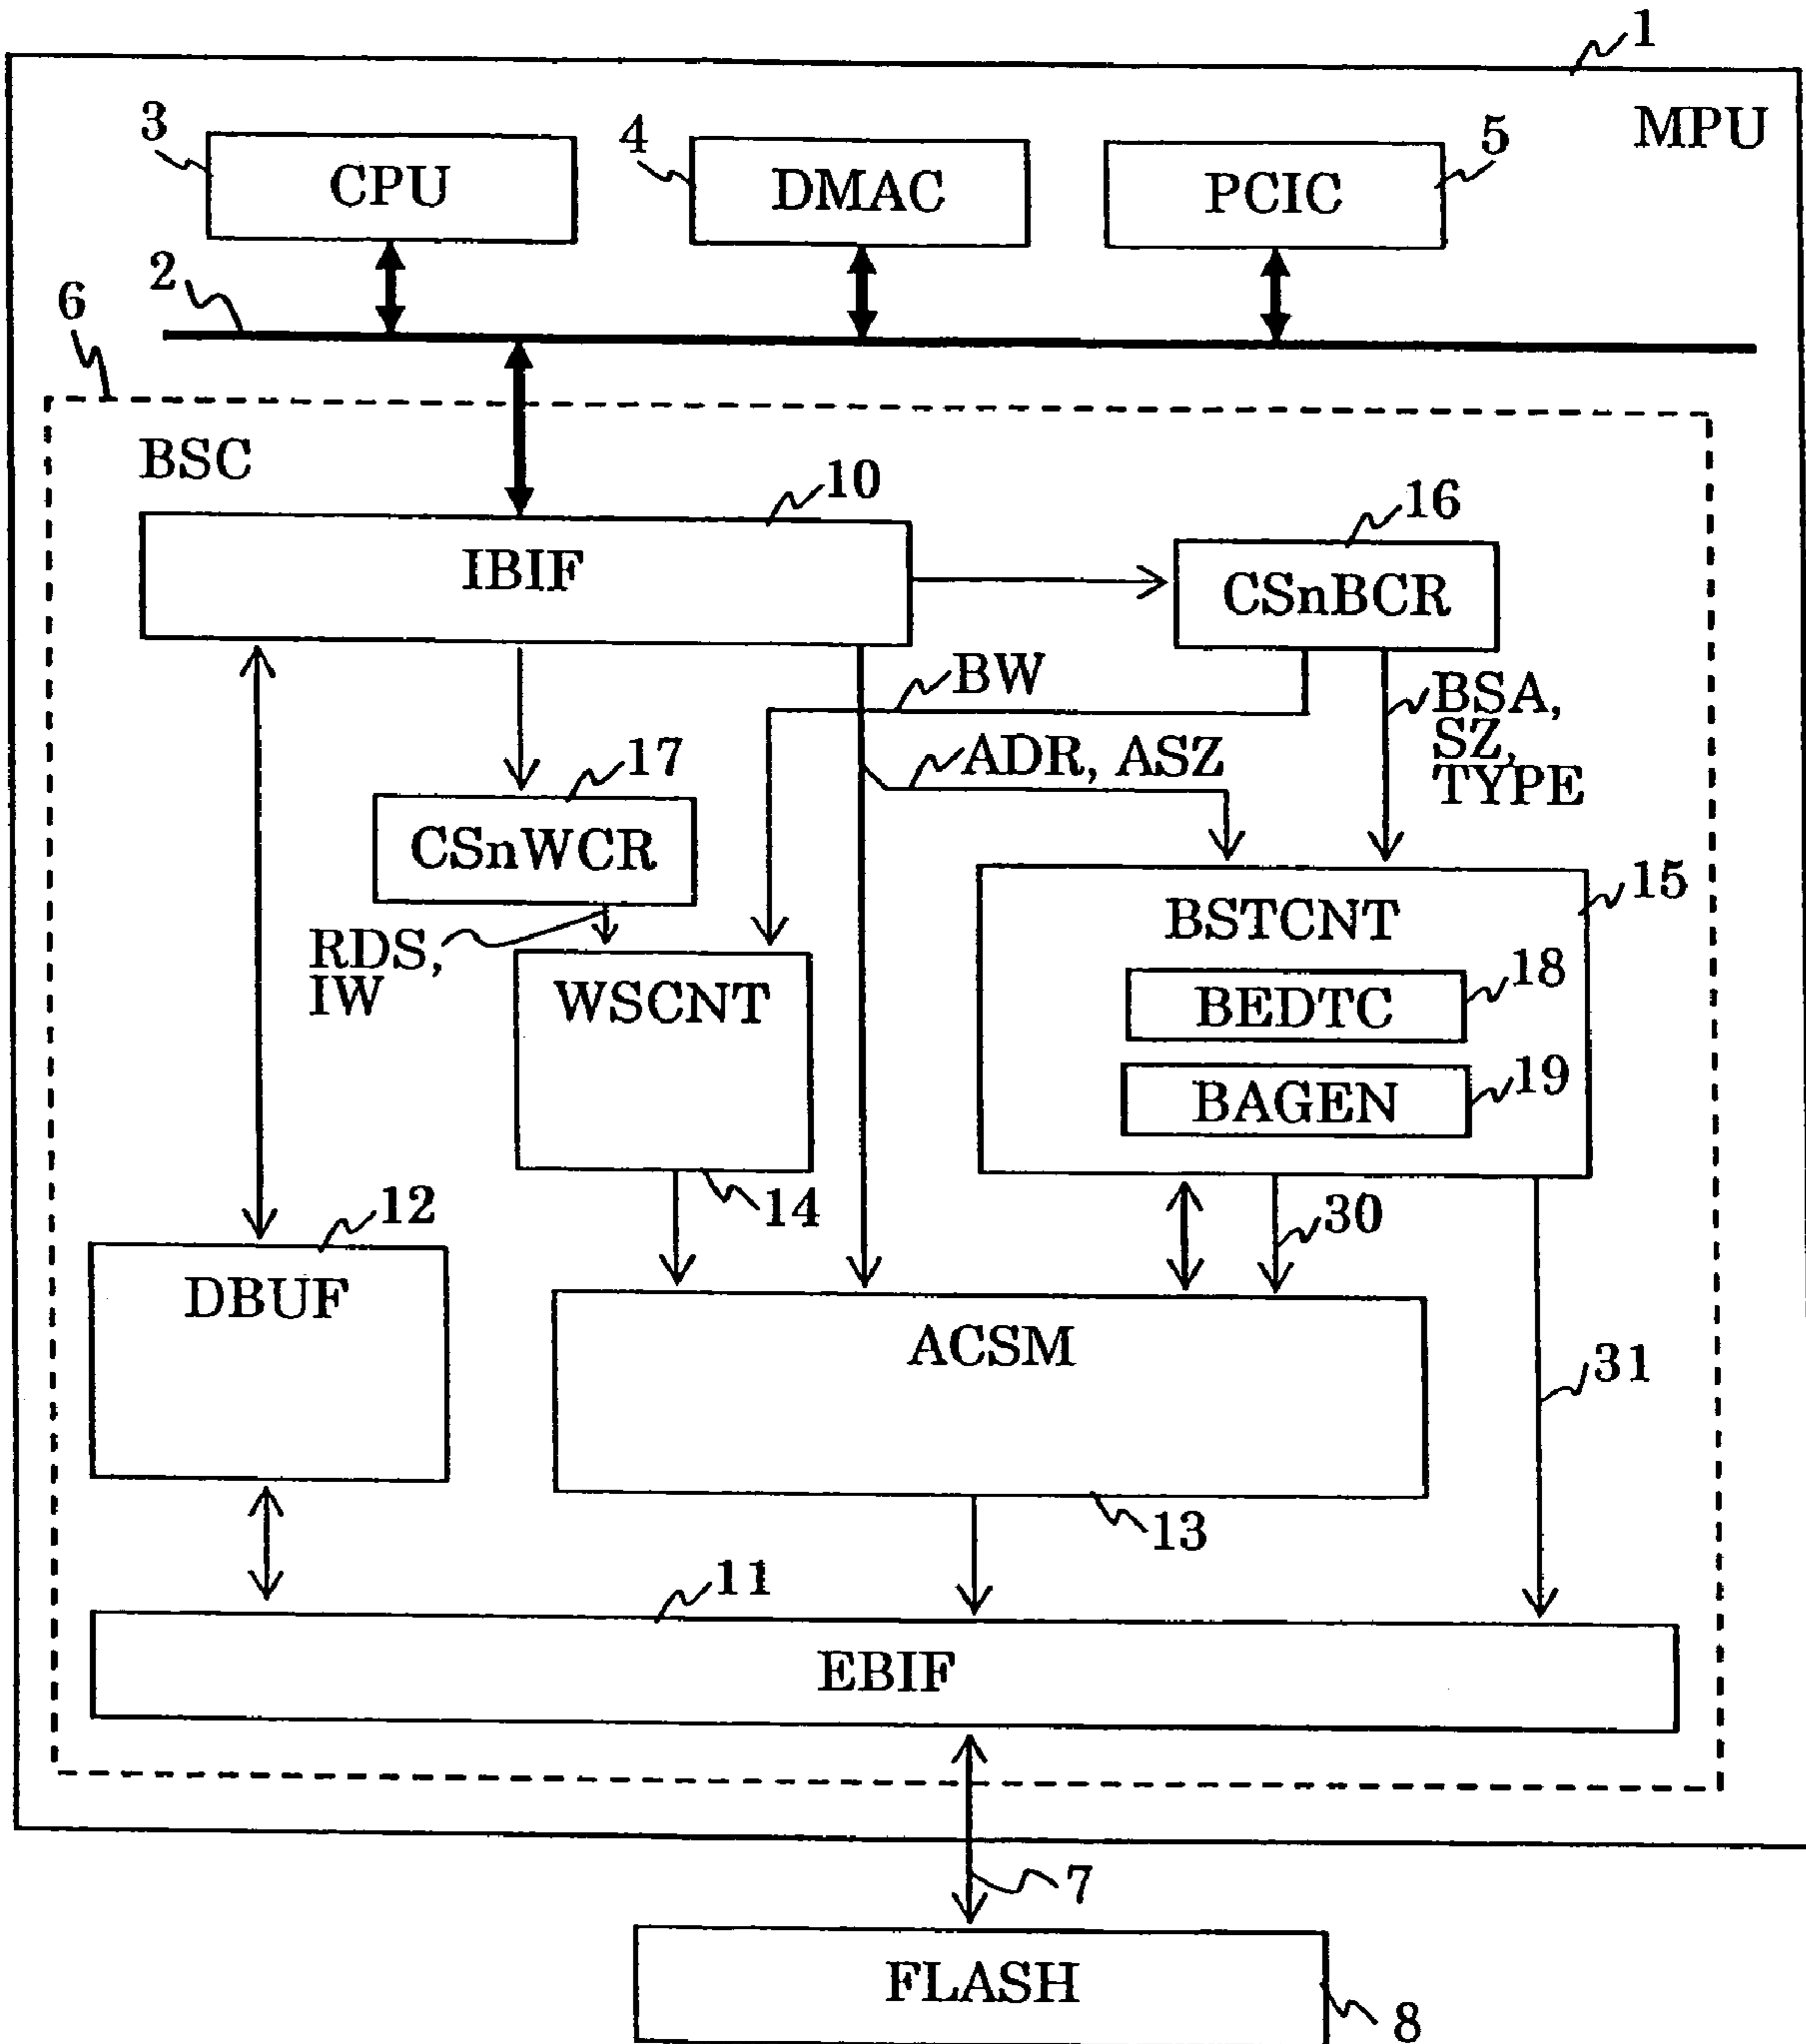 1
MPU
3
CPU
4
DMAC
5
PCIC
2
6
BSC
10
IBIF
16
CSnBCR
BW
BSA,
SZ,
TYPE
ADR, ASZ
17
CSnWCR
RDS,
IW
WSCNT
14
15
BSTCNT
18
BEDTC
19
BAGEN
12
DBUF
30
ACSM
13
31
11
EBIF
7
FLASH
8